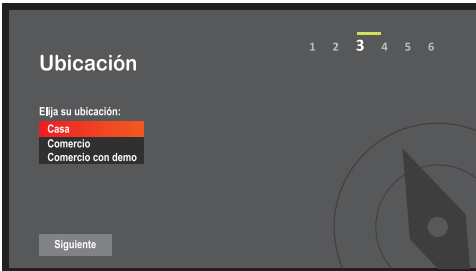 1 2 3 4 5 6
Ubicación
Elija su ubicación:
Casa
Comercio
Comercio con demo
Siguiente